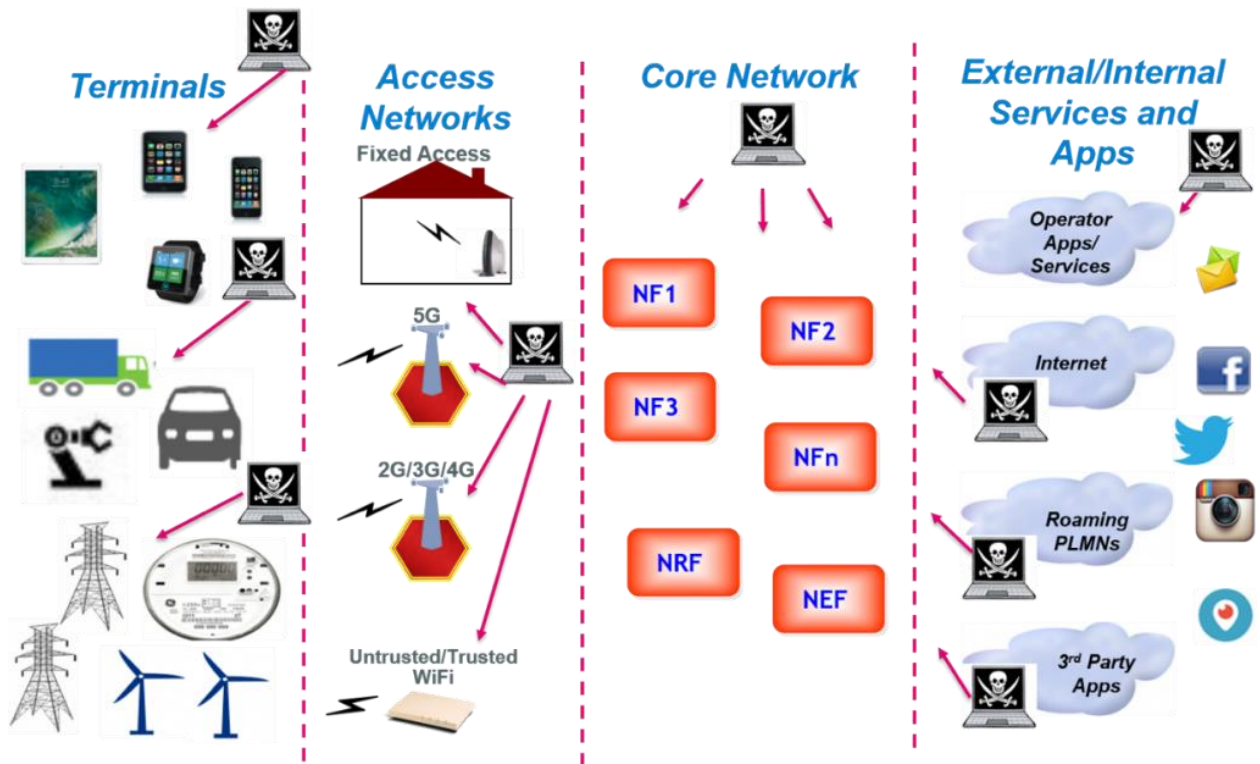 Terminals
Access
Networks
Fixed Access
5G
2G/3G/4G
Untrusted/Trusted
WiFi
Core Network
NF1
NF2
NF3
NFn
NRF
NEF
External/Internal
Services and
Apps
Operator
Apps/
Services
Internet
Roaming
PLMNs
3rd Party
Apps
f